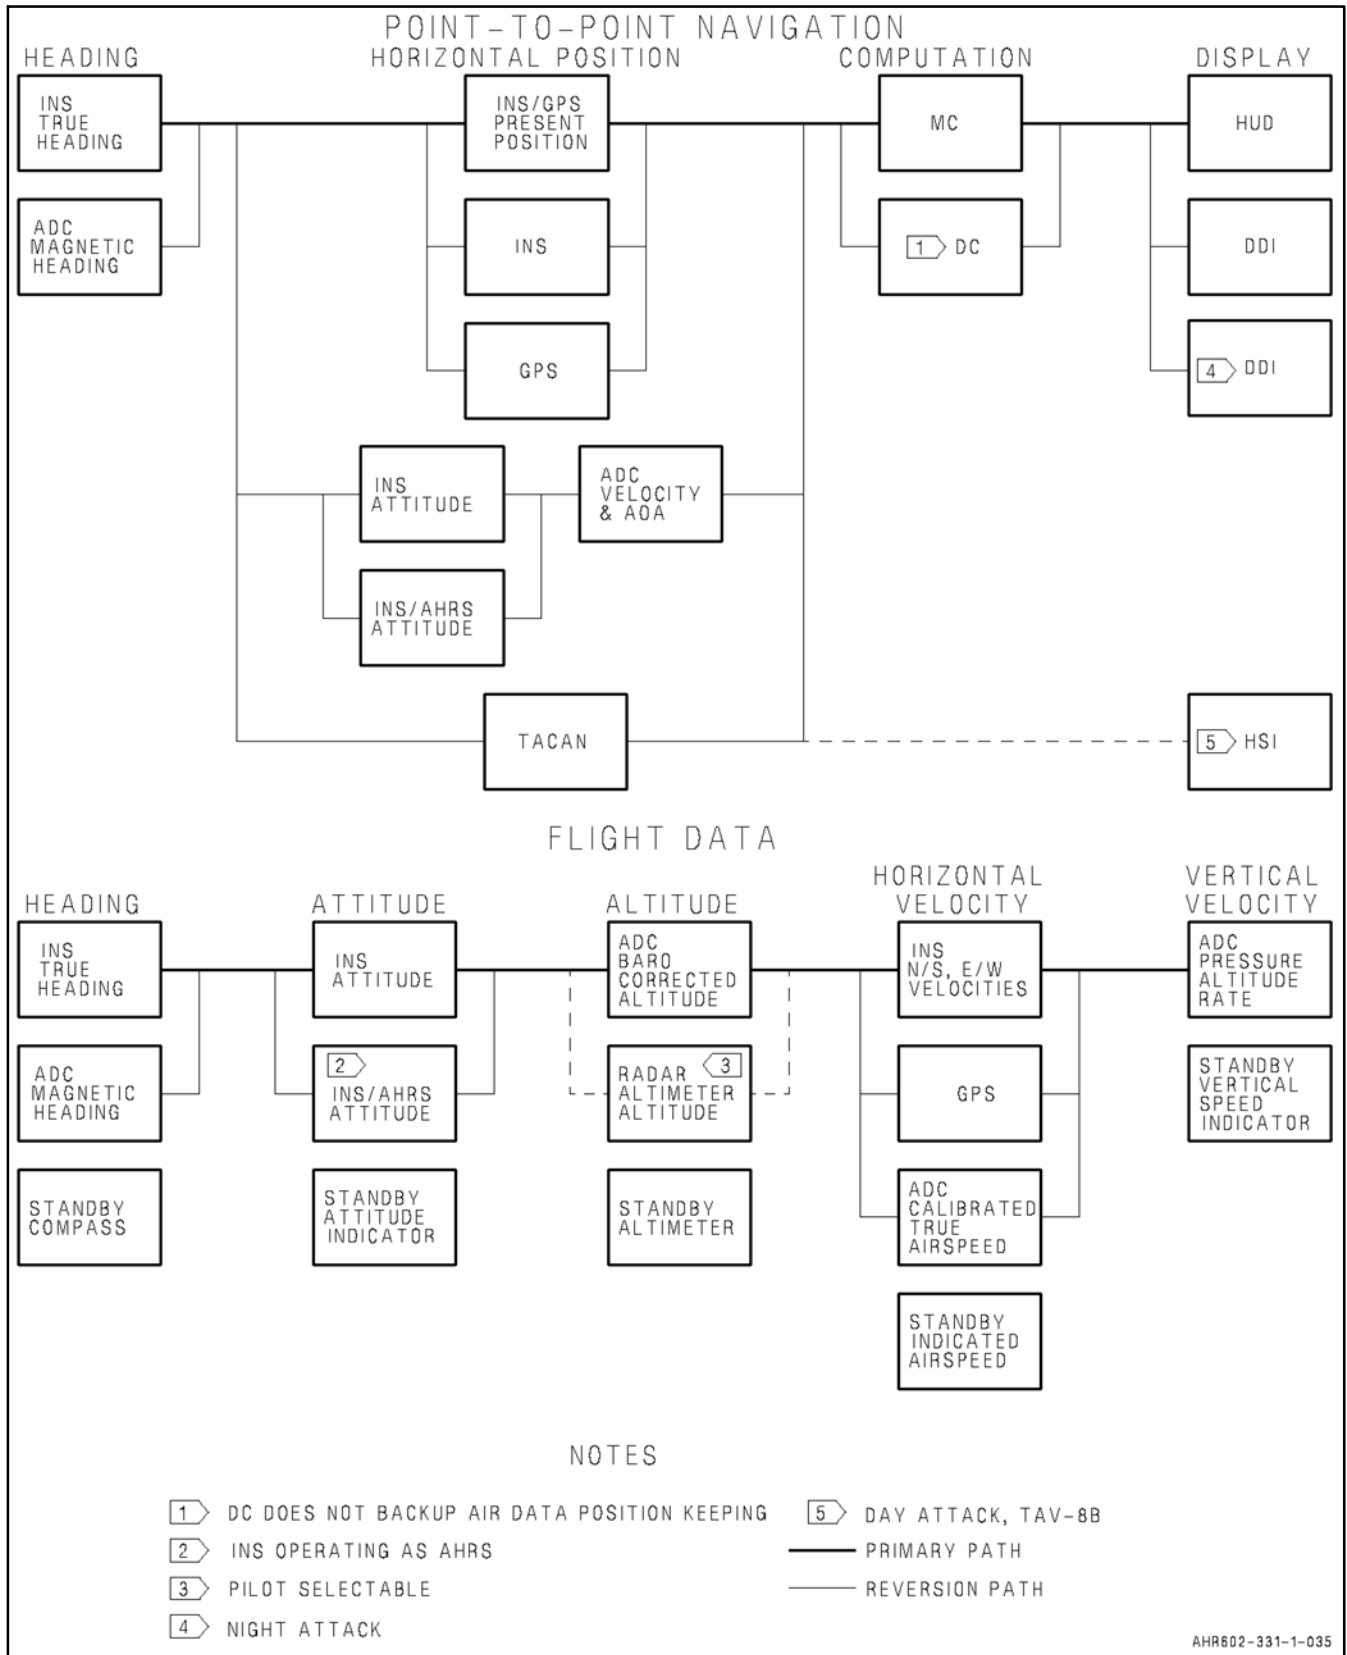 POINT-TO-POINT NAVIGATION
HEADING
HORIZONTAL POSITION
COMPUTATION
DISPLAY
INS
TRUE
HEADING
INS/GPS
PRESENT
POSITION
MC
HUD
ADC
MAGNETIC
HEADING
INS
1 DC
DDI
GPS
4 DDI
INS
ATTITUDE
ADC
VELOCITY
& AOA
INS/AHRS
ATTITUDE
TACAN
5 HSI
FLIGHT DATA
HEADING
ATTITUDE
ALTITUDE
HORIZONTAL
VELOCITY
VERTICAL
VELOCITY
INS
TRUE
HEADING
INS
ATTITUDE
ADC
BARO
CORRECTED
ALTITUDE
INS
N/S, E/W
VELOCITIES
ADC
PRESSURE
ALTITUDE
RATE
ADC
MAGNETIC
HEADING
2
INS/AHRS
ATTITUDE
RADAR 3
ALTIMETER
ALTITUDE
GPS
STANDBY
VERTICAL
SPEED
INDICATOR
STANDBY
COMPASS
STANDBY
ATTITUDE
INDICATOR
STANDBY
ALTIMETER
ADC
CALIBRATED
TRUE
AIRSPEED
STANDBY
INDICATED
AIRSPEED
NOTES
1 DC DOES NOT BACKUP AIR DATA POSITION KEEPING
2 INS OPERATING AS AHRS
3 PILOT SELECTABLE
4 NIGHT ATTACK
5 DAY ATTACK, TAV-8B
PRIMARY PATH
REVERSION PATH
AHR602-331-1-035